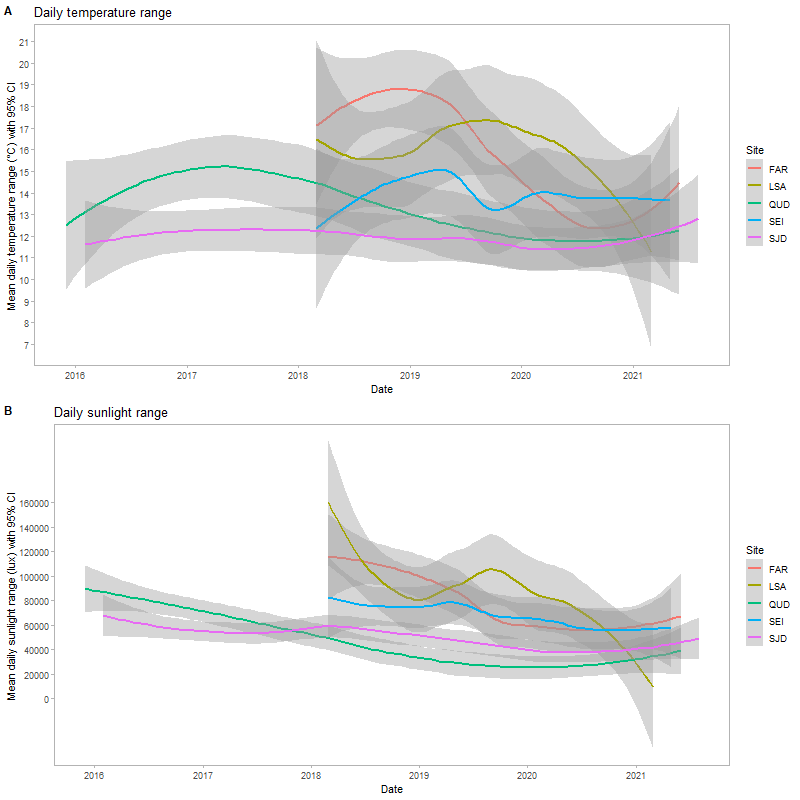 A
Daily temperature range
Mean daily temperature range (°C) with 95% CI
21
20
19
18
17
16
15
14
13
12
11
10
9
8
7
2016
2017
2018
2019
2020
2021
Date
Site
FAR
LSA
QUD
SEI
SJD
B
Daily sunlight range
Mean daily sunlight range (lux) with 95% CI
160000
140000
120000
100000
80000
60000
40000
20000
0
2016
2017
2018
2019
2020
2021
Date
Site
FAR
LSA
QUD
SEI
SJD